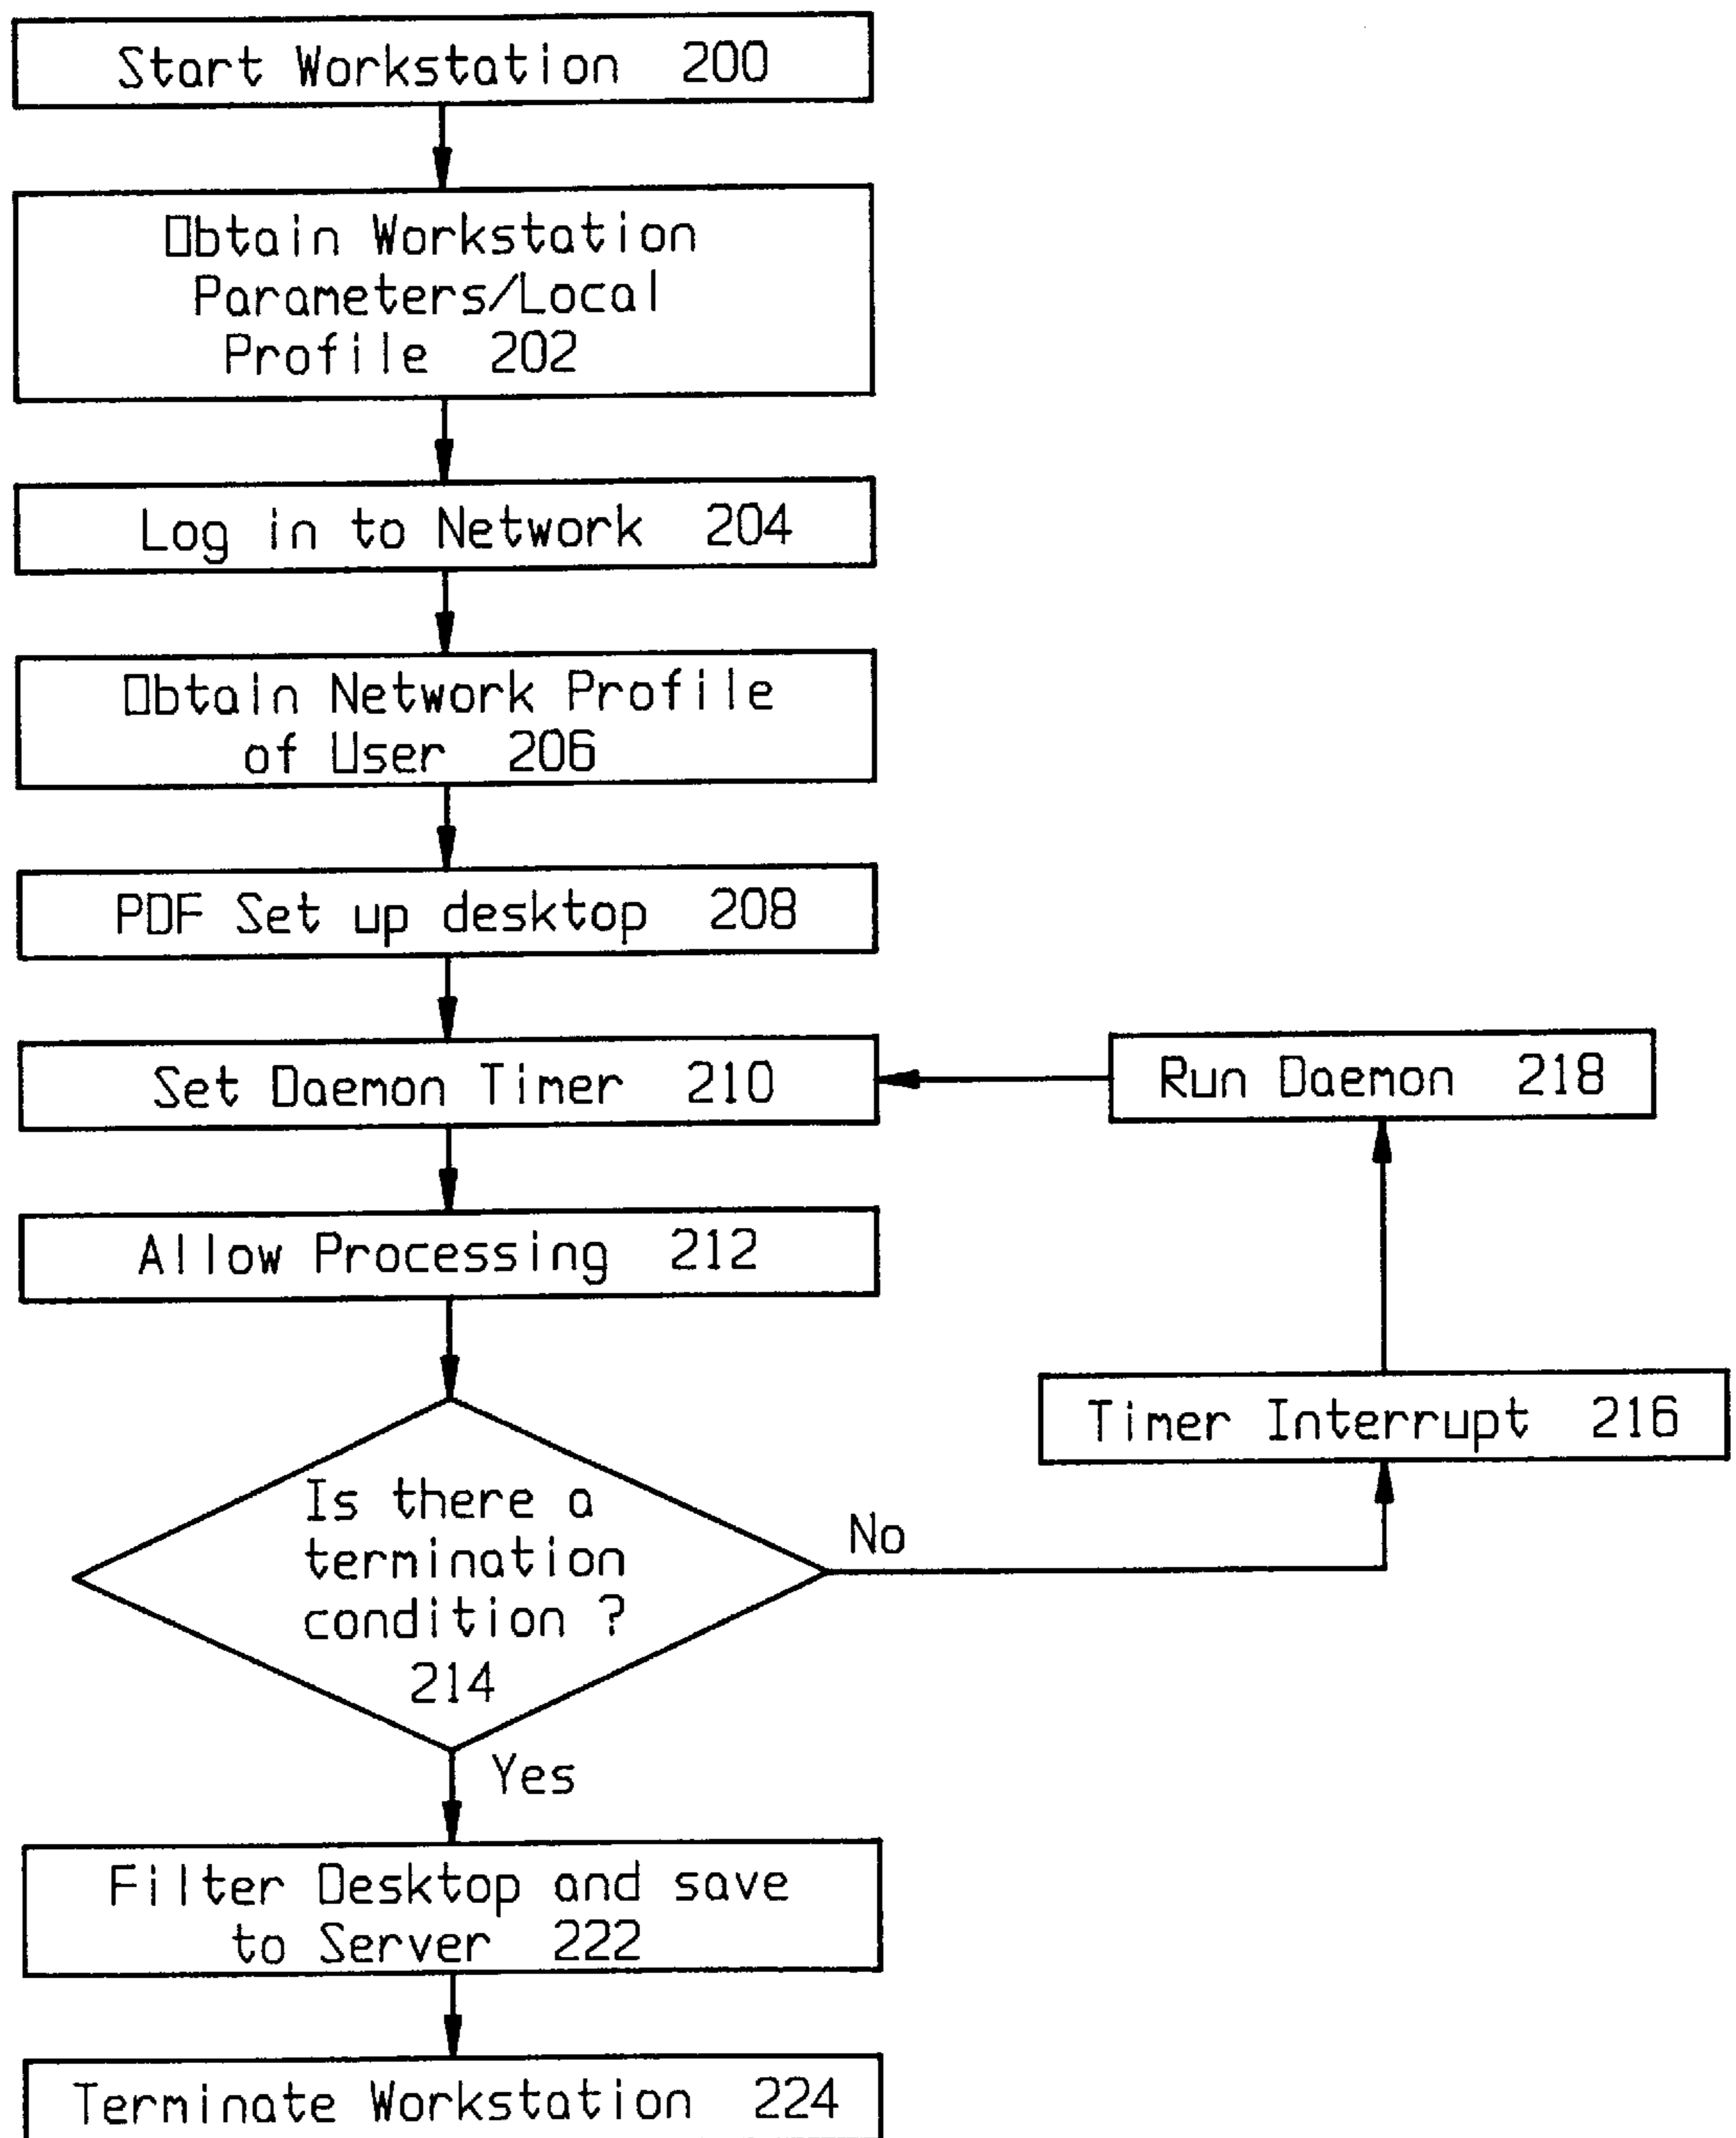 Start Workstation 200
Obtain Workstation
Parameters/Local
Profile 202
Log in to Network 204
Obtain Network Profile
of User 206
PDF Set up desktop 208
Set Daemon Timer 210
Run Daemon 218
Allow Processing 212
Timer Interrupt 216
Is there a
termination
condition ?
214
No
Yes
Filter Desktop and save
to Server 222
Terminate Workstation 224